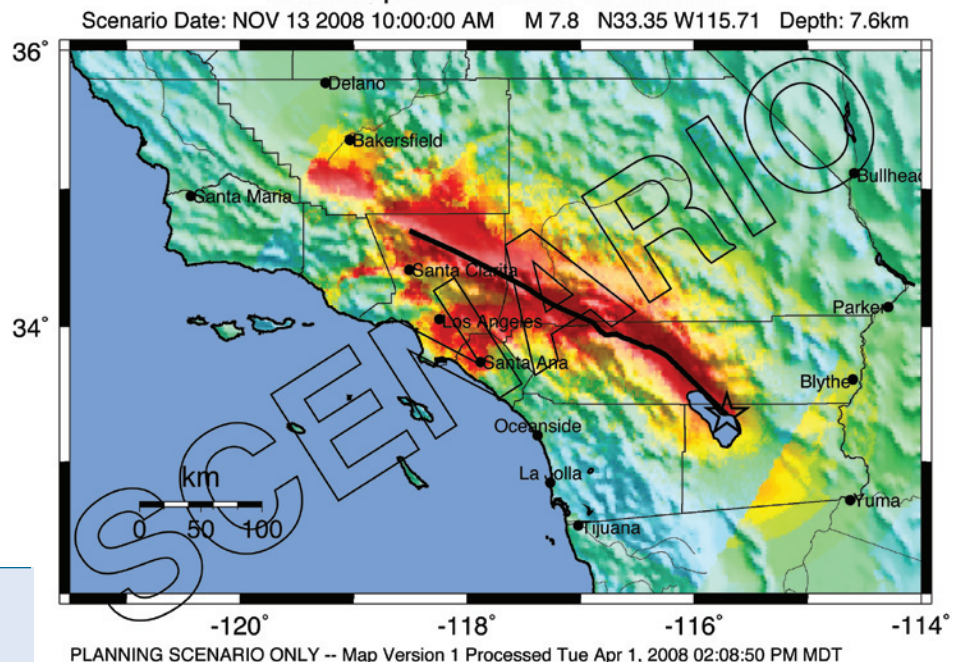 Scenario Date: NOV 13 2008 10:00:00 AM M 7.8 N33.35 W115.71 Depth: 7.6km
36°
Delano
Bakersfield
Bullhead
Santa Maria
SCENARIO
Santa Clarita
34°
Los Angeles
Parker
Santa Ana
Blythe
Oceanside
km
La Jolla
0 50 100
Yuma
Tijuana
-120° -118° -116° -114°
PLANNING SCENARIO ONLY -- Map Version 1 Processed Tue Apr 1, 2008 02:08:50 PM MDT